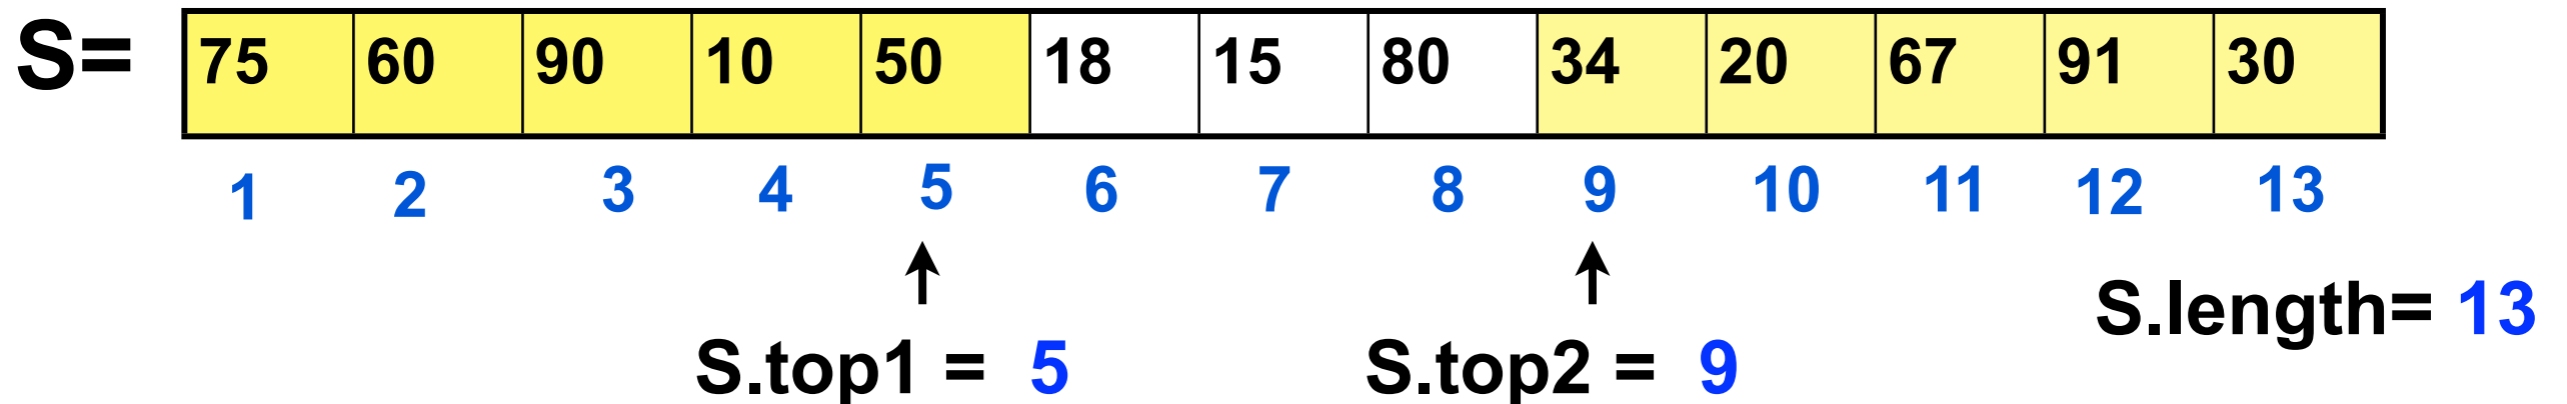 S= 75 60 90 10 50 18 15 80 34 20 67 91 30
1 2 3 4 5 6 7 8 9 10 11 12 13
S.length= 13
S.top1 = 5 S.top2 = 9